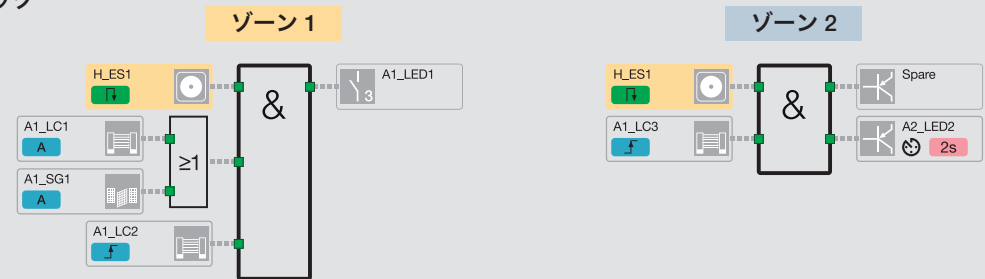 ゾーン 1
H_ES1
A1_LC1
A
A1_SG1
A
A1_LC2
≥1
&
A1_LED1
3
ゾーン 2
H_ES1
A1_LC3
&
Spare
A2_LED2
2s